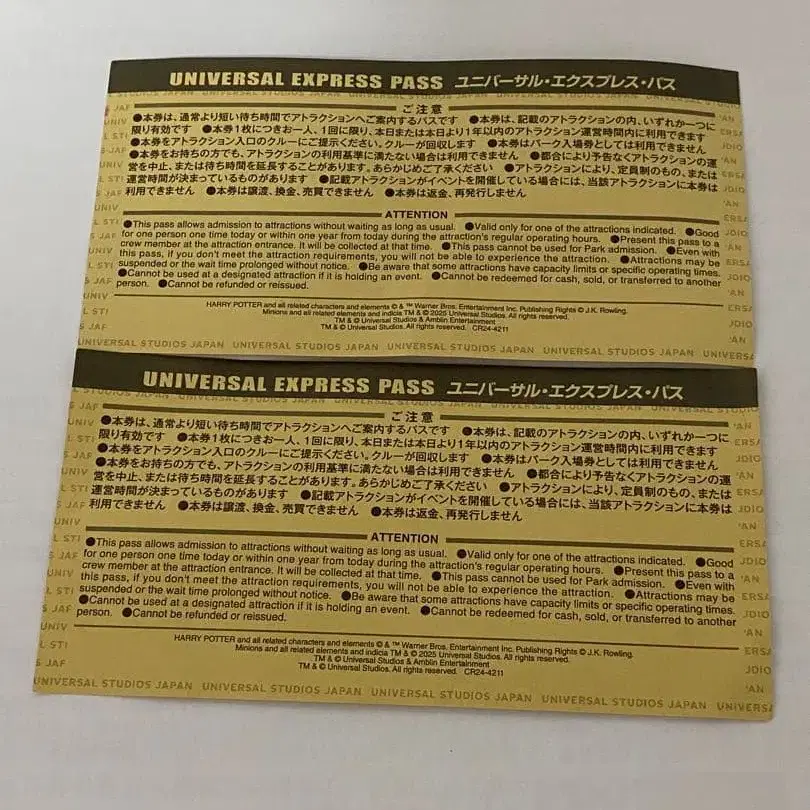 UNIVERSAL EXPRESS PASS ユニバーサル・エクスプレス・パス
ご注意
●本券は、通常より短い待ち時間でアトラクションへご案内するパスです ●本券は、記載のアトラクションの内、いずれか一つに
限り有効です ●本券1枚につきお一人、1回に限り、本日または本日より1年以内のアトラクション運営時間内に利用できます
●本券をアトラクション入口のクルーにご提示ください。クルーが回収します ●本券はパーク入場券としては利用できません
●本券をお持ちの方でも、アトラクションの利用基準に満たない場合は利用できません ●都合により予告なくアトラクションの運
営を中止、または待ち時間を延長することがあります。あらかじめご了承ください ●アトラクションにより、定員制のもの、または
運営時間が決まっているものがあります ●記載アトラクションがイベントを開催している場合には、当該アトラクションに本券は
利用できません ●本券は譲渡、換金、売買できません ●本券は返金、再発行しません
ATTENTION
●This pass allows admission to attractions without waiting as long as usual. ●Valid only for one of the attractions indicated. ●Good
for one person one time today or within one year from today during the attraction's regular operating hours. ●Present this pass to a
crew member at the attraction entrance. It will be collected at that time. ●This pass cannot be used for Park admission. ●Even with
this pass, if you don't meet the attraction requirements, you will not be able to experience the attraction. ●Attractions may be
suspended or the wait time prolonged without notice. ●Be aware that some attractions have capacity limits or specific operating times.
●Cannot be used at a designated attraction if it is holding an event. ●Cannot be redeemed for cash, sold, or transferred to another
person. ●Cannot be refunded or reissued.
HARRY POTTER and all related characters and elements © & ™ Warner Bros. Entertainment Inc. Publishing Rights © J.K. Rowling.
Minions and all related elements and indicia TM & © 2025 Universal Studios. All rights reserved.
TM & © Universal Studios & Amblin Entertainment
TM & © Universal Studios. All rights reserved. CR24-4211
UNIVERSAL STUDIOS JAPAN UNIVERSAL STUDIOS JAPAN UNIVERSAL STUDIOS JAPAN UNIVERSAL STUDIOS JAPAN UNIVERS
UNIVERSAL EXPRESS PASS ユニバーサル・エクスプレス・パス
ご注意
●本券は、通常より短い待ち時間でアトラクションへご案内するパスです ●本券は、記載のアトラクションの内、いずれか一つに
限り有効です ●本券1枚につきお一人、1回に限り、本日または本日より1年以内のアトラクション運営時間内に利用できます
●本券をアトラクション入口のクルーにご提示ください。クルーが回収します ●本券はパーク入場券としては利用できません
●本券をお持ちの方でも、アトラクションの利用基準に満たない場合は利用できません ●都合により予告なくアトラクションの運
営を中止、または待ち時間を延長することがあります。あらかじめご了承ください ●アトラクションにより、定員制のもの、または
運営時間が決まっているものがあります ●記載アトラクションがイベントを開催している場合には、当該アトラクションに本券は
利用できません ●本券は譲渡、換金、売買できません ●本券は返金、再発行しません
ATTENTION
●This pass allows admission to attractions without waiting as long as usual. ●Valid only for one of the attractions indicated. ●Good
for one person one time today or within one year from today during the attraction's regular operating hours. ●Present this pass to a
crew member at the attraction entrance. It will be collected at that time. ●This pass cannot be used for Park admission. ●Even with
this pass, if you don't meet the attraction requirements, you will not be able to experience the attraction. ●Attractions may be
suspended or the wait time prolonged without notice. ●Be aware that some attractions have capacity limits or specific operating times.
●Cannot be used at a designated attraction if it is holding an event. ●Cannot be redeemed for cash, sold, or transferred to another
person. ●Cannot be refunded or reissued.
HARRY POTTER and all related characters and elements © & ™ Warner Bros. Entertainment Inc. Publishing Rights © J.K. Rowling.
Minions and all related elements and indicia TM & © 2025 Universal Studios. All rights reserved.
TM & © Universal Studios & Amblin Entertainment
TM & © Universal Studios. All rights reserved. CR24-4211
UNIVERSAL STUDIOS JAPAN UNIVERSAL STUDIOS JAPAN UNIVERSAL STUDIOS JAPAN UNIVERSAL STUDIOS JAPAN UNIVERSA